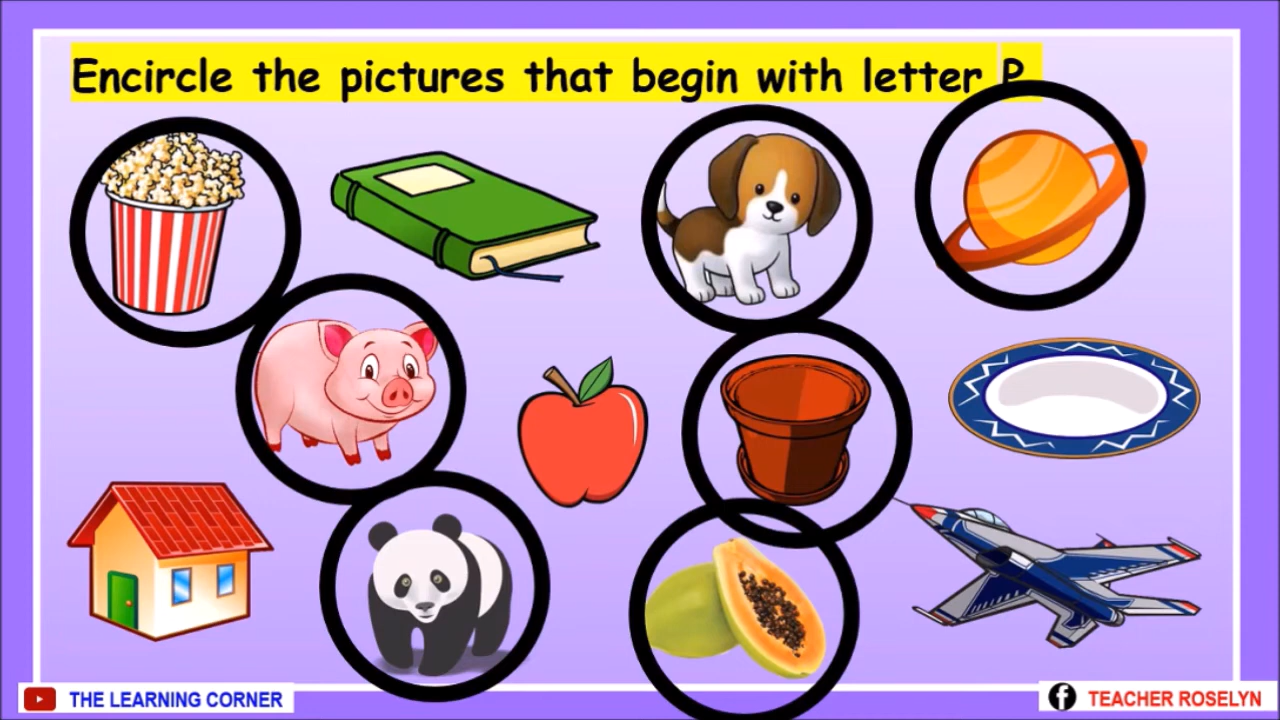 Encircle the pictures that begin with letter P.
THE LEARNING CORNER
TEACHER ROSELYN